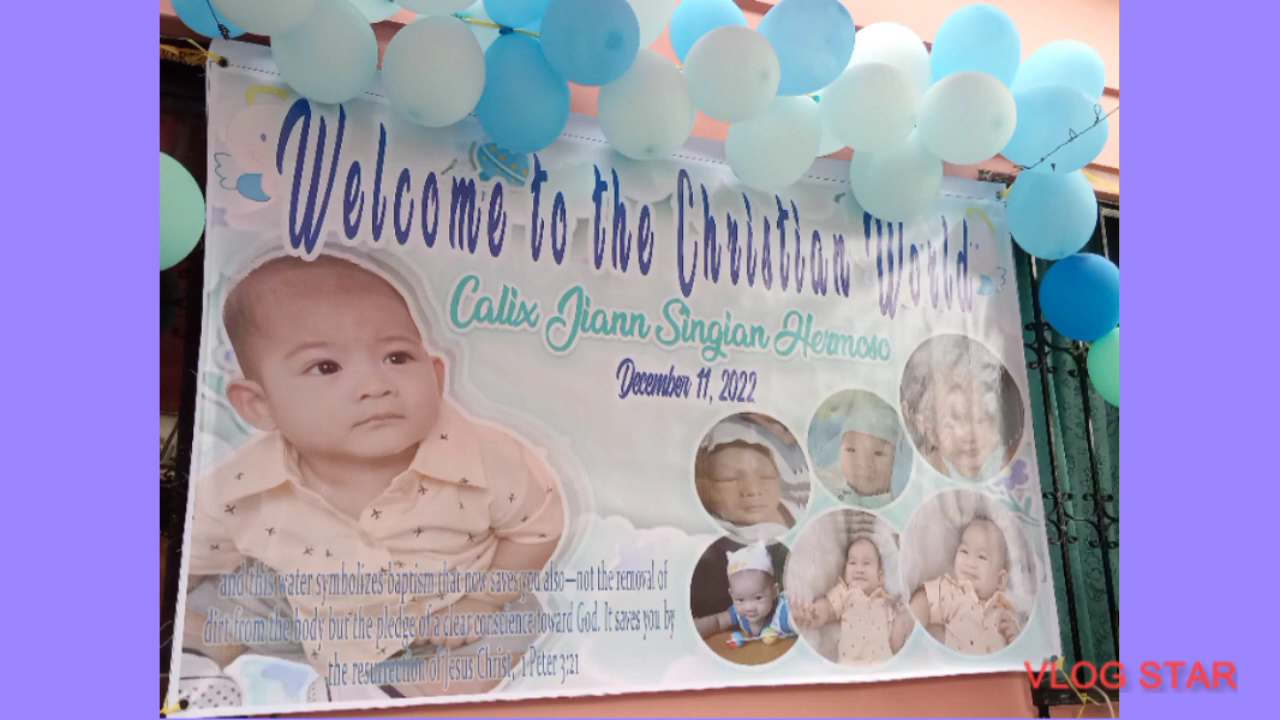 Welcome to the Christian World
Calix Jiann Singian Hermoso
December 11, 2022
and this water symbolizes baptism that now saves you also—not the removal of
dirt from the body but the pledge of a clear conscience toward God. It saves you by
the resurrection of Jesus Christ, 1 Peter 3:21
VLOG STAR